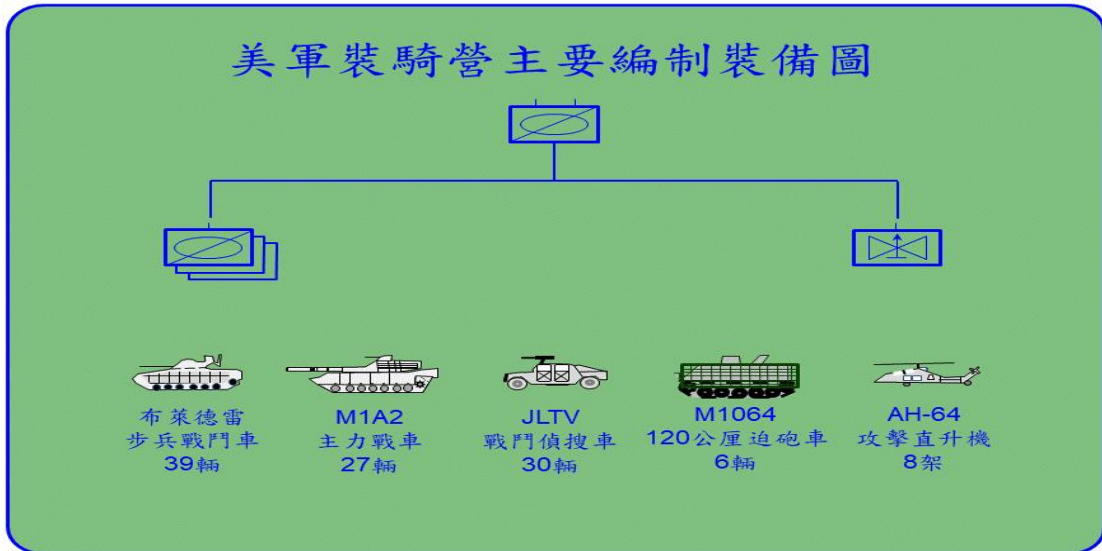 美軍裝騎營主要編制裝備圖
布萊德雷
步兵戰鬥車
39輛
M1A2
主力戰車
27輛
JLTV
戰鬥偵搜車
30輛
M1064
120公厘迫砲車
6輛
AH-64
攻擊直升機
8架